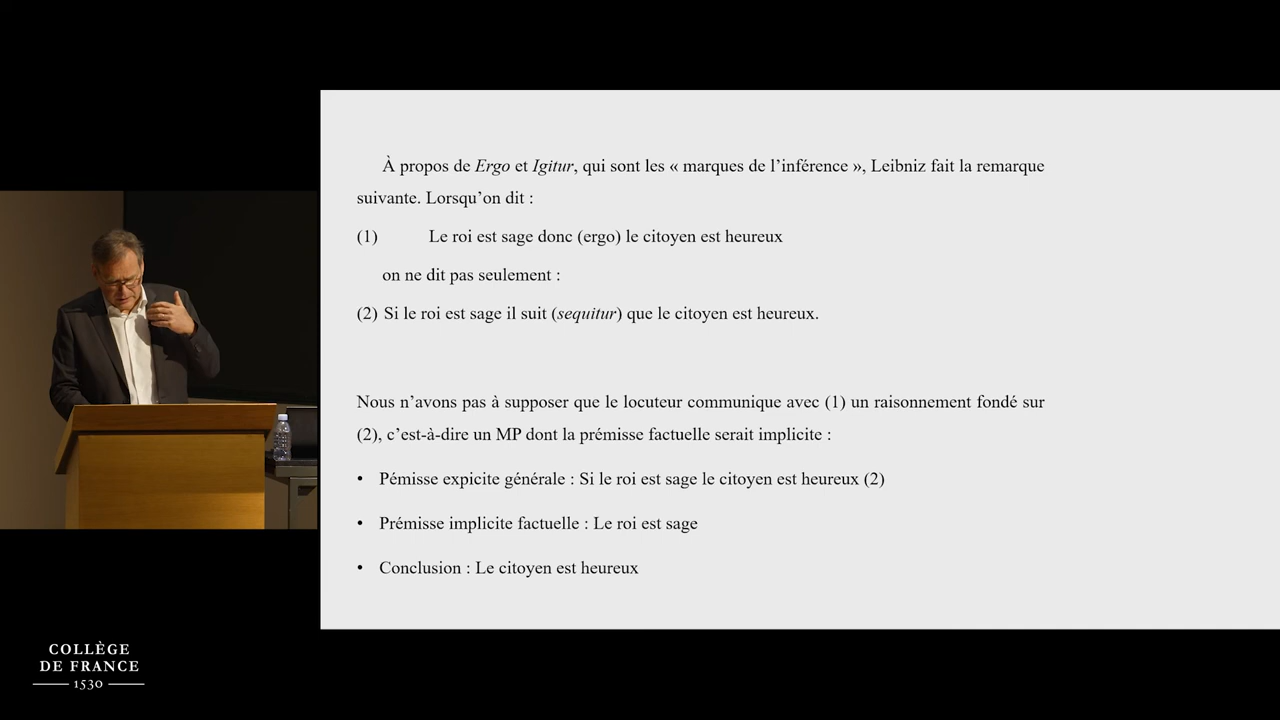 À propos de Ergo et Igitur, qui sont les « marques de l’inférence », Leibniz fait la remarque
suivante. Lorsqu’on dit :
(1) Le roi est sage donc (ergo) le citoyen est heureux
on ne dit pas seulement :
(2) Si le roi est sage il suit (sequitur) que le citoyen est heureux.
Nous n’avons pas à supposer que le locuteur communique avec (1) un raisonnement fondé sur
(2), c’est-à-dire un MP dont la prémisse factuelle serait implicite :
• Pémisse expicite générale : Si le roi est sage le citoyen est heureux (2)
• Prémisse implicite factuelle : Le roi est sage
• Conclusion : Le citoyen est heureux
COLLÈGE
DE FRANCE
1530